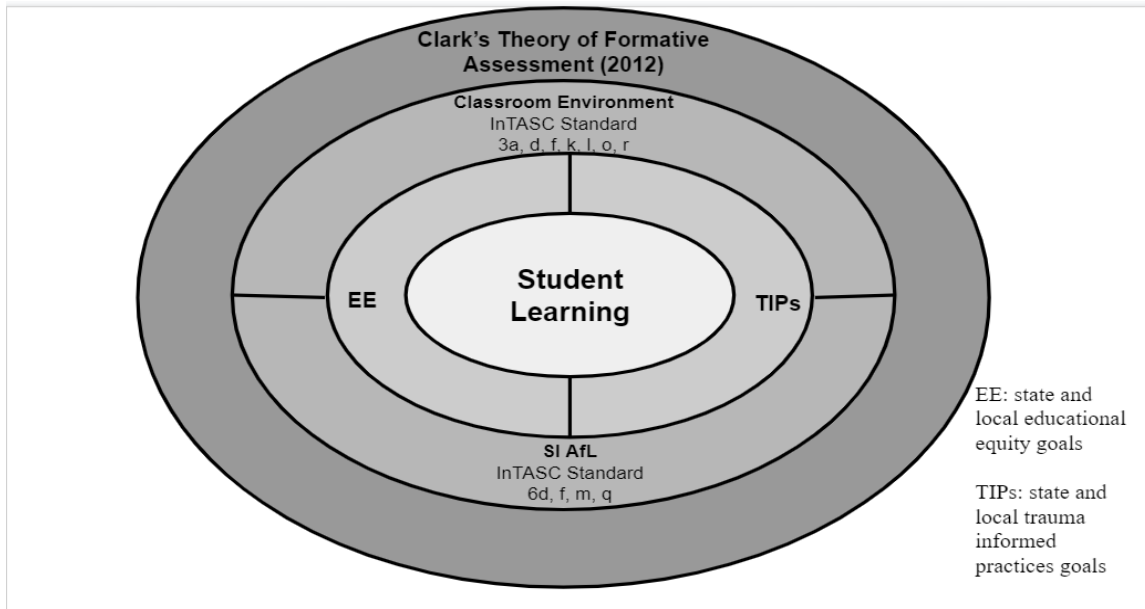 Clark's Theory of Formative
Assessment (2012)
Classroom Environment
InTASC Standard
3a, d, f, k, l, o, r
EE
Student
Learning
TIPs
SI AfL
InTASC Standard
6d, f, m, q
EE: state and
local educational
equity goals
TIPs: state and
local trauma
informed
practices goals